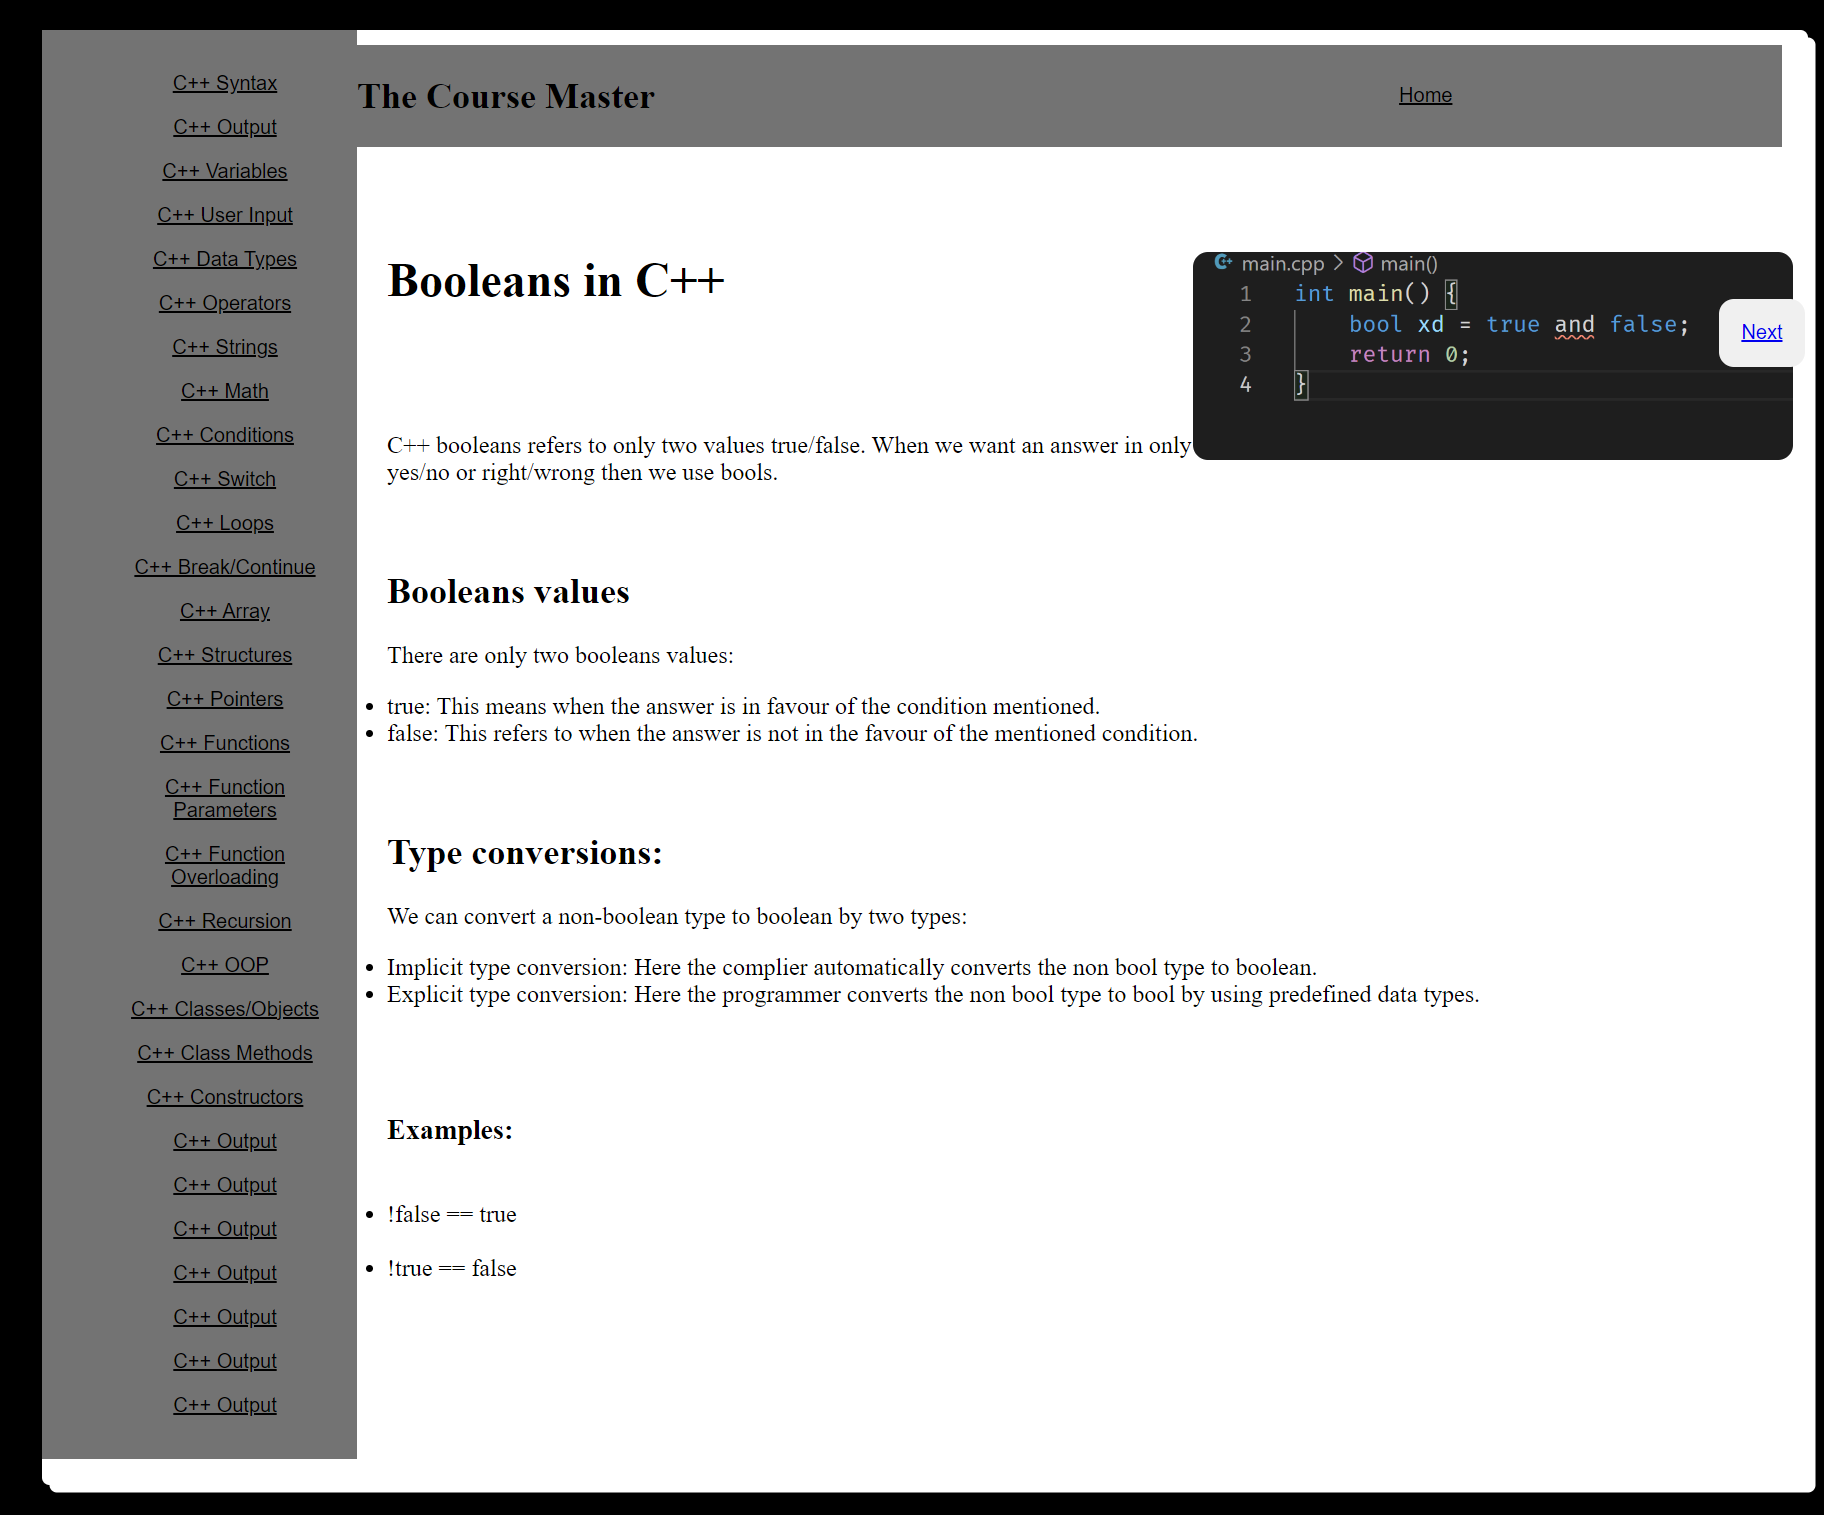 C++ Syntax
C++ Output
C++ Variables
C++ User Input
C++ Data Types
C++ Operators
C++ Strings
C++ Math
C++ Conditions
C++ Switch
C++ Loops
C++ Break/Continue
C++ Array
C++ Structures
C++ Pointers
C++ Functions
C++ Function
Parameters
C++ Function
Overloading
C++ Recursion
C++ OOP
C++ Classes/Objects
C++ Class Methods
C++ Constructors
C++ Output
C++ Output
C++ Output
C++ Output
C++ Output
C++ Output
C++ Output
The Course Master
Home
Booleans in C++
main.cpp > main()
1 int main() {
2 bool xd = true and false;
3 return 0;
4 }
Next
C++ booleans refers to only two values true/false. When we want an answer in only
yes/no or right/wrong then we use bools.
Booleans values
There are only two booleans values:
• true: This means when the answer is in favour of the condition mentioned.
• false: This refers to when the answer is not in the favour of the mentioned condition.
Type conversions:
We can convert a non-boolean type to boolean by two types:
• Implicit type conversion: Here the complier automatically converts the non bool type to boolean.
• Explicit type conversion: Here the programmer converts the non bool type to bool by using predefined data types.
Examples:
• !false == true
• !true == false